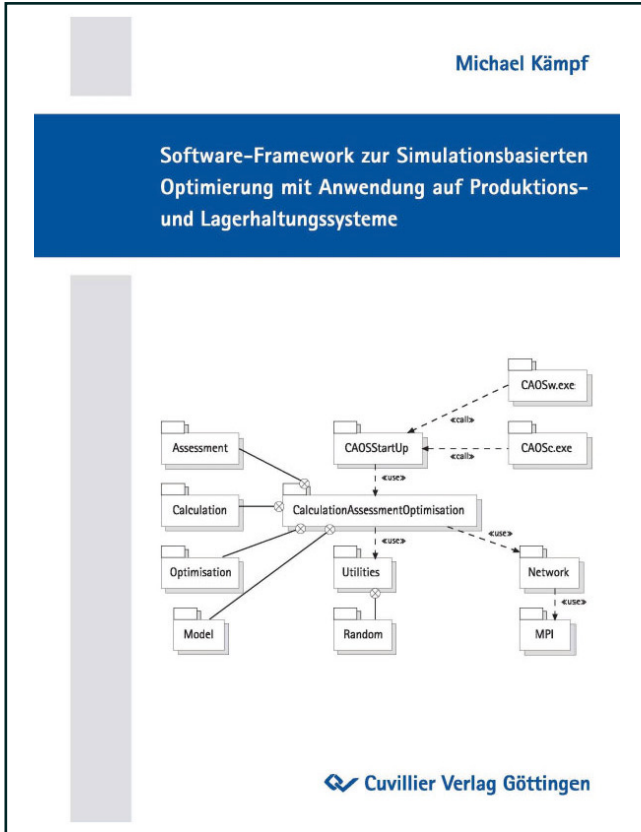 Michael Kämpf
Software-Framework zur Simulationsbasierten
Optimierung mit Anwendung auf Produktions-
und Lagerhaltungssysteme
CAOSw.exe
«call»
Assessment
CAOSStartUp
«call»
CAOSc.exe
«use»
Calculation
CalculationAssessmentOptimisation
«use»
«use»
Optimisation
Utilities
Network
«use»
Model
Random
MPI
Cuvillier Verlag Göttingen